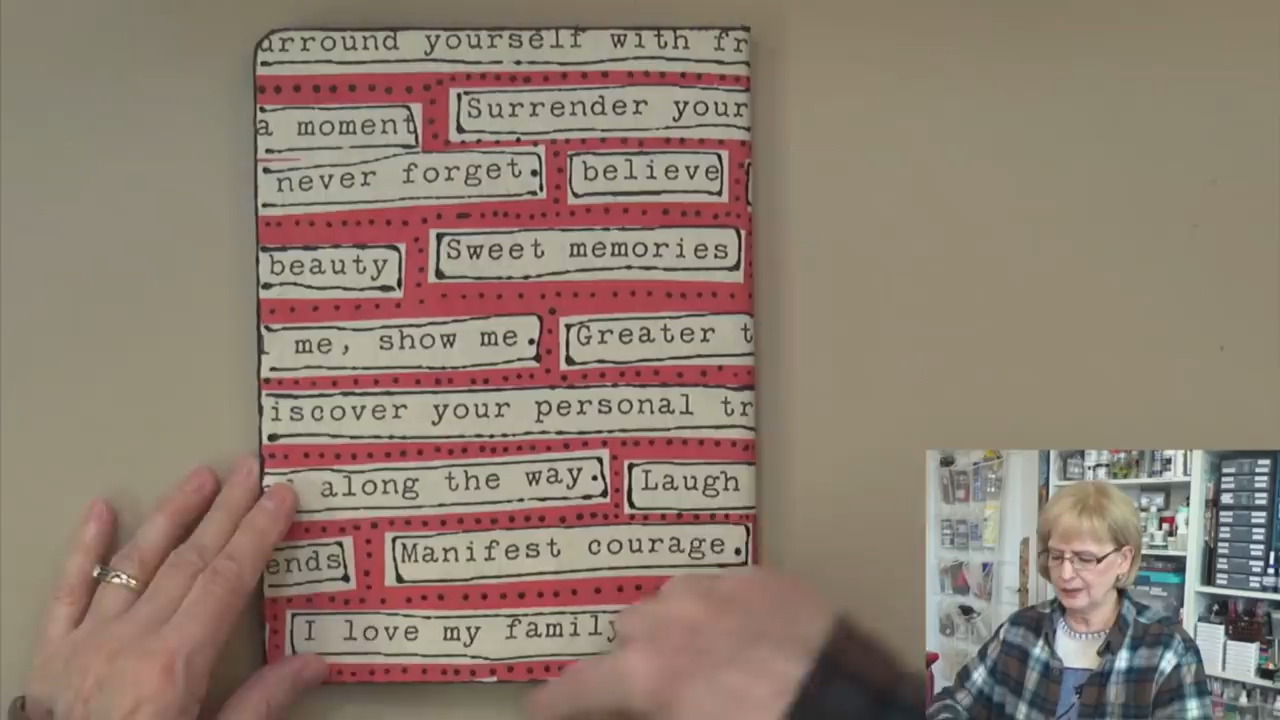 urround yourself with fr
Surrender your
a moment
never forget. believe
Sweet memories
beauty
me, show me. Greater t
iscover your personal tr
along the way. Laugh
ends Manifest courage.
I love my family